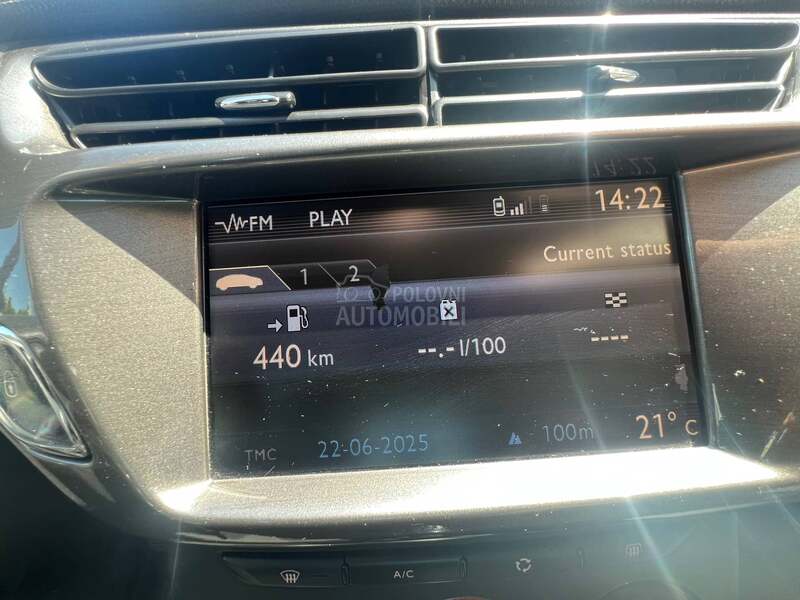 FM PLAY 14:22
Current status
1 2
POLOVNI
AUTOMOBILI
440 km --.- l/100 ----
TMC 22-06-2025 100m 21° C
A/C